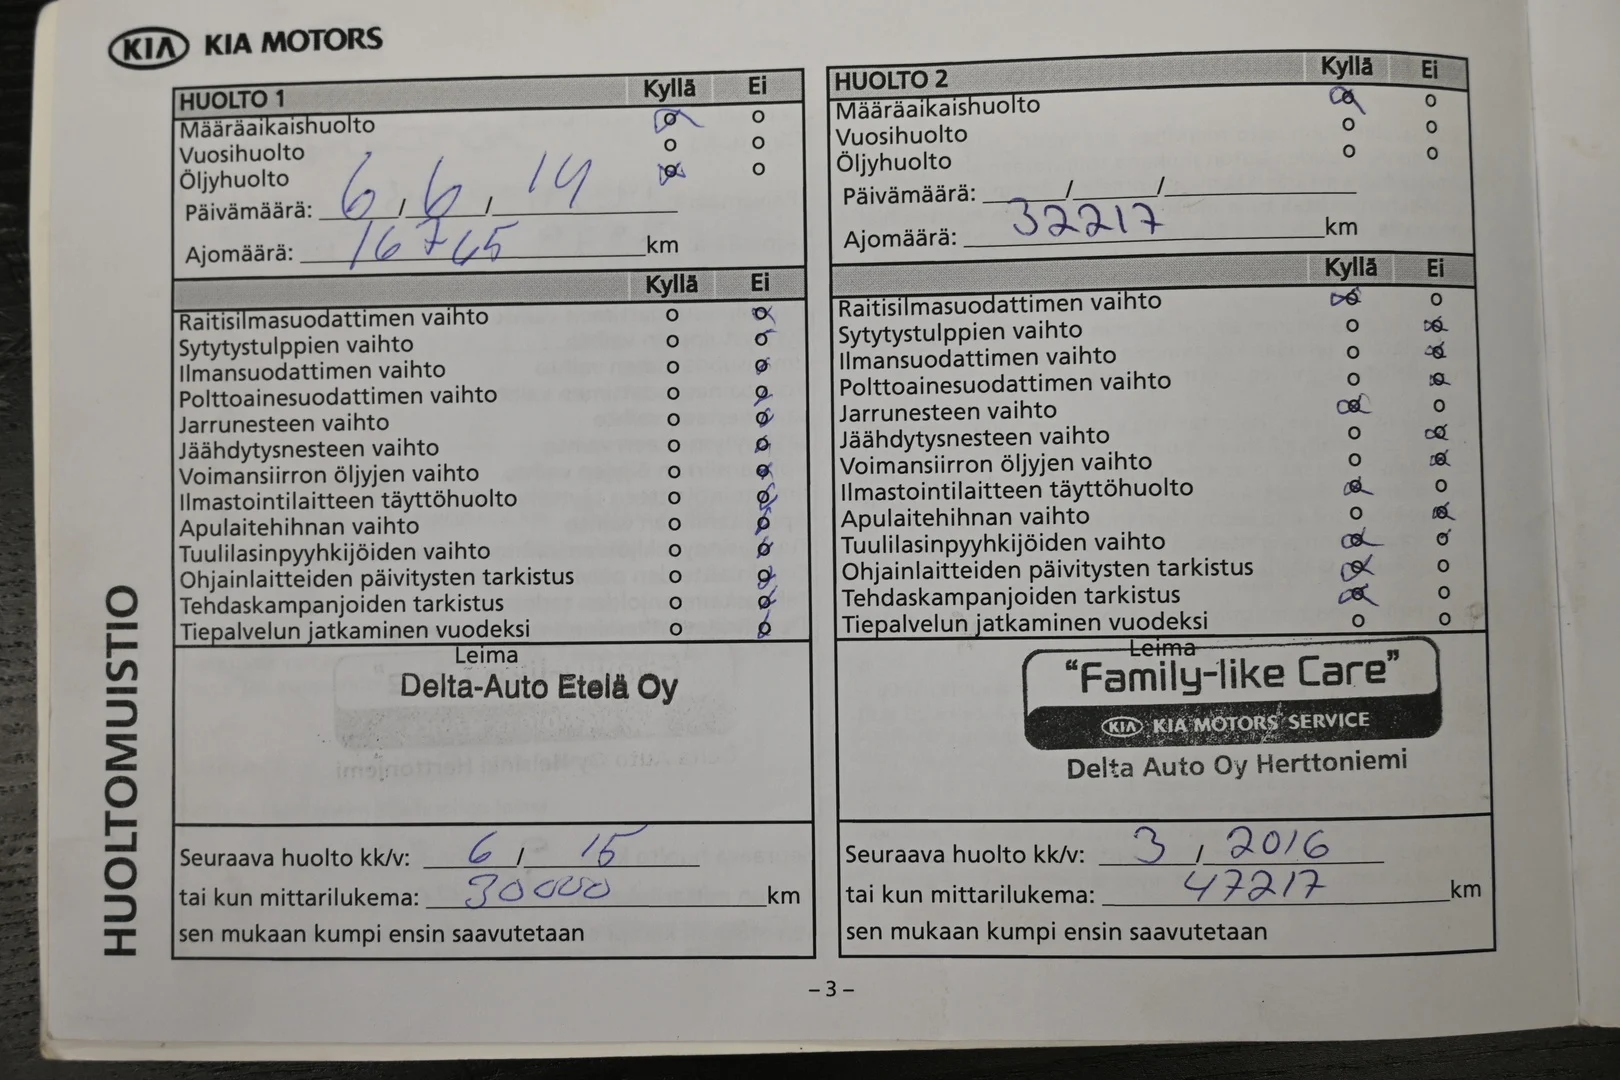 KIA KIA MOTORS
HUOLTOMUISTIO
HUOLTO 1 Kyllä Ei
Määräaikaishuolto
Vuosihuolto
Öljyhuolto
Päivämäärä: 6 / 6 / 14
Ajomäärä: 16765 km
Kyllä Ei
Raitisilmasuodattimen vaihto
Sytytystulppien vaihto
Ilmansuodattimen vaihto
Polttoainesuodattimen vaihto
Jarrunesteen vaihto
Jäähdytysnesteen vaihto
Voimansiirron öljyjen vaihto
Ilmastointilaitteen täyttöhuolto
Apulaitehihnan vaihto
Tuulilasinpyyhkijöiden vaihto
Ohjainlaitteiden päivitysten tarkistus
Tehdaskampanjoiden tarkistus
Tiepalvelun jatkaminen vuodeksi
Leima
Delta-Auto Etelä Oy
Seuraava huolto kk/v: 6 / 15
tai kun mittarilukema: 30000 km
sen mukaan kumpi ensin saavutetaan
HUOLTO 2 Kyllä Ei
Määräaikaishuolto
Vuosihuolto
Öljyhuolto
Päivämäärä: / /
Ajomäärä: 32217 km
Kyllä Ei
Raitisilmasuodattimen vaihto
Sytytystulppien vaihto
Ilmansuodattimen vaihto
Polttoainesuodattimen vaihto
Jarrunesteen vaihto
Jäähdytysnesteen vaihto
Voimansiirron öljyjen vaihto
Ilmastointilaitteen täyttöhuolto
Apulaitehihnan vaihto
Tuulilasinpyyhkijöiden vaihto
Ohjainlaitteiden päivitysten tarkistus
Tehdaskampanjoiden tarkistus
Tiepalvelun jatkaminen vuodeksi
Leima
"Family-like Care"
KIA KIA MOTORS SERVICE
Delta Auto Oy Herttoniemi
Seuraava huolto kk/v: 3 / 2016
tai kun mittarilukema: 47217 km
sen mukaan kumpi ensin saavutetaan
– 3 –